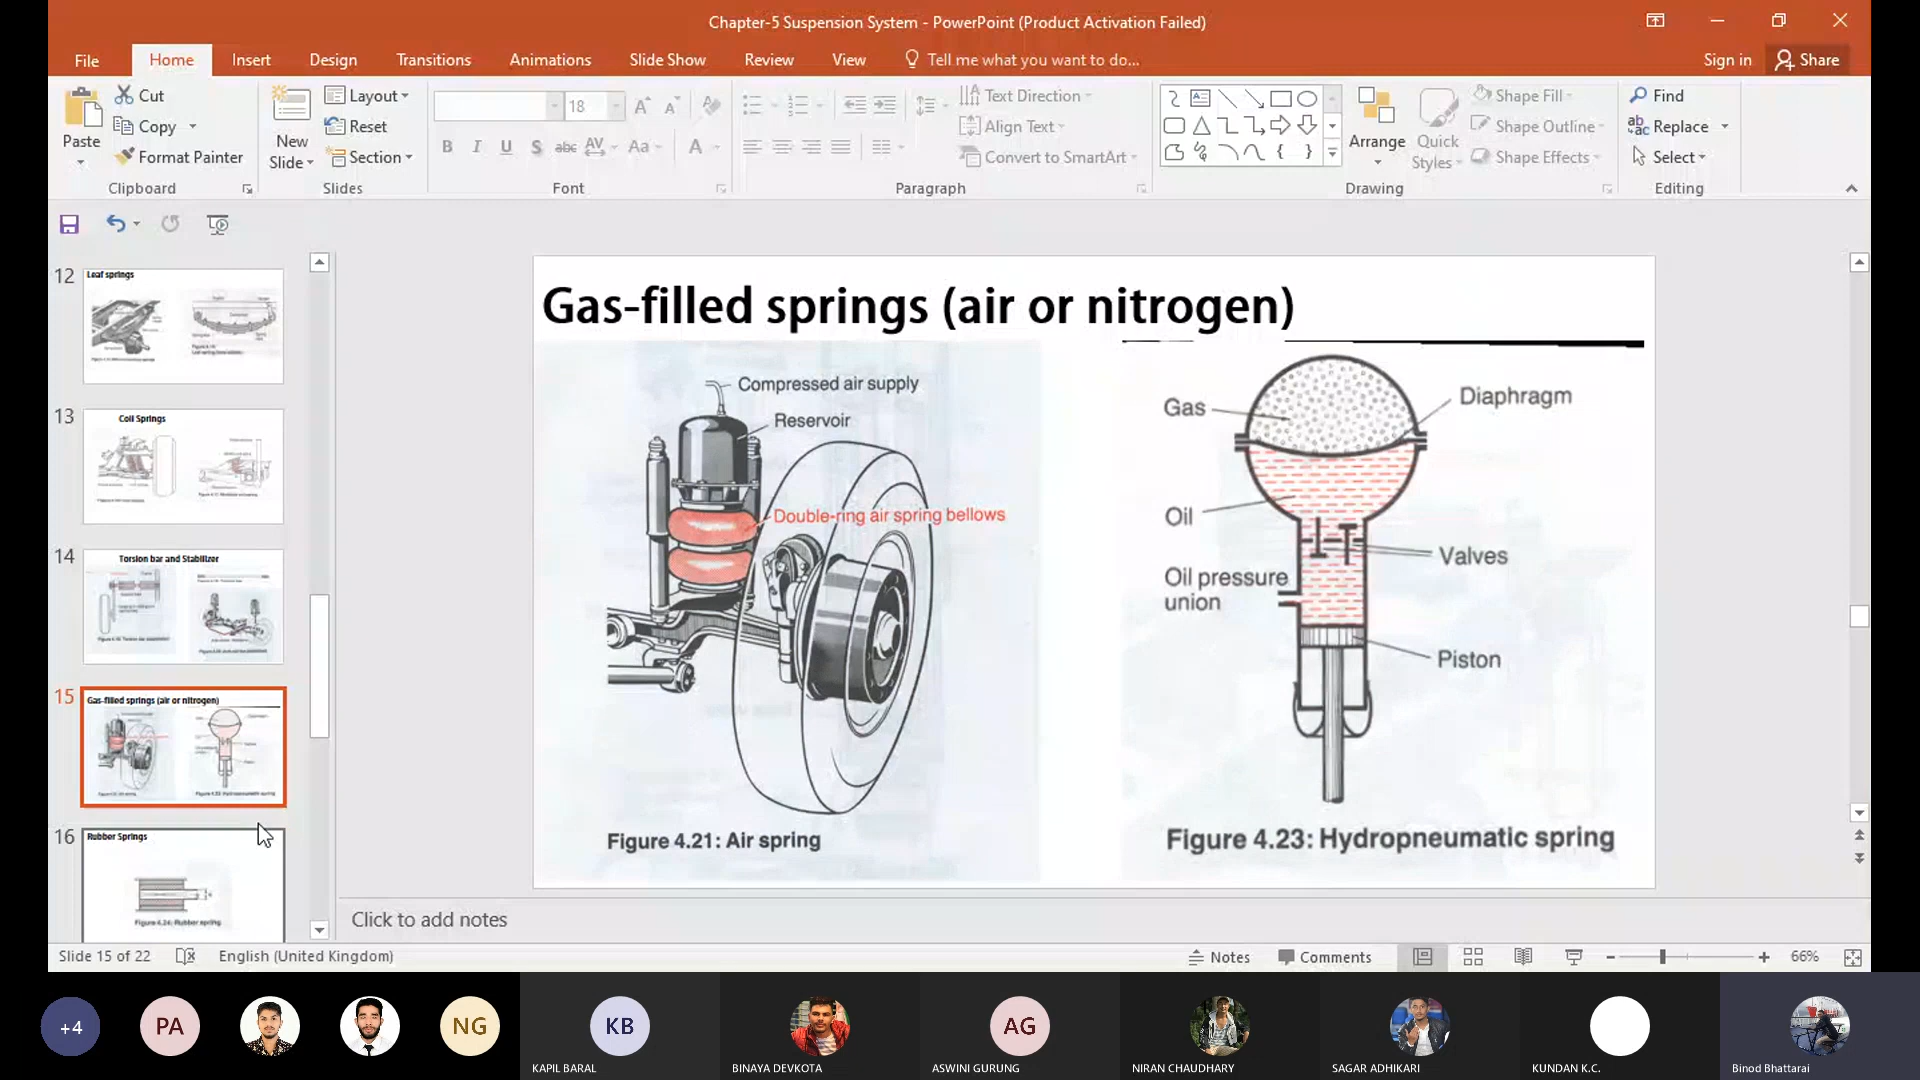 Chapter-5 Suspension System - PowerPoint (Product Activation Failed)
File Home Insert Design Transitions Animations Slide Show Review View Tell me what you want to do... Sign in Share
Cut
Copy
Format Painter
Paste
Clipboard
New Slide
Layout
Reset
Section
Slides
18
Font
Text Direction
Align Text
Convert to SmartArt
Paragraph
Arrange
Quick Styles
Shape Fill
Shape Outline
Shape Effects
Drawing
Find
Replace
Select
Editing
12
Leaf springs
13
Coil Springs
14
Torsion bar and Stabilizer
15
Gas-filled springs (air or nitrogen)
16
Rubber Springs
Figure 4.24: Rubber spring
Gas-filled springs (air or nitrogen)
Compressed air supply
Reservoir
Double-ring air spring bellows
Figure 4.21: Air spring
Gas
Diaphragm
Oil
Valves
Oil pressure
union
Piston
Figure 4.23: Hydropneumatic spring
Click to add notes
Slide 15 of 22 English (United Kingdom) Notes Comments 66%
+4 PA NG KB AG
KAPIL BARAL BINAYA DEVKOTA ASWINI GURUNG NIRAN CHAUDHARY SAGAR ADHIKARI KUNDAN K.C. Binod Bhattarai